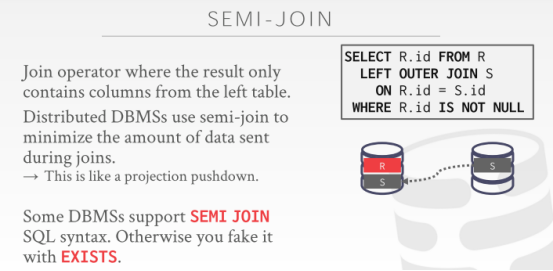 SEMI-JOIN
Join operator where the result only
contains columns from the left table.
Distributed DBMSs use semi-join to
minimize the amount of data sent
during joins.
→ This is like a projection pushdown.
Some DBMSs support SEMI JOIN
SQL syntax. Otherwise you fake it
with EXISTS.
SELECT R.id FROM R
LEFT OUTER JOIN S
ON R.id = S.id
WHERE R.id IS NOT NULL
R
S
S